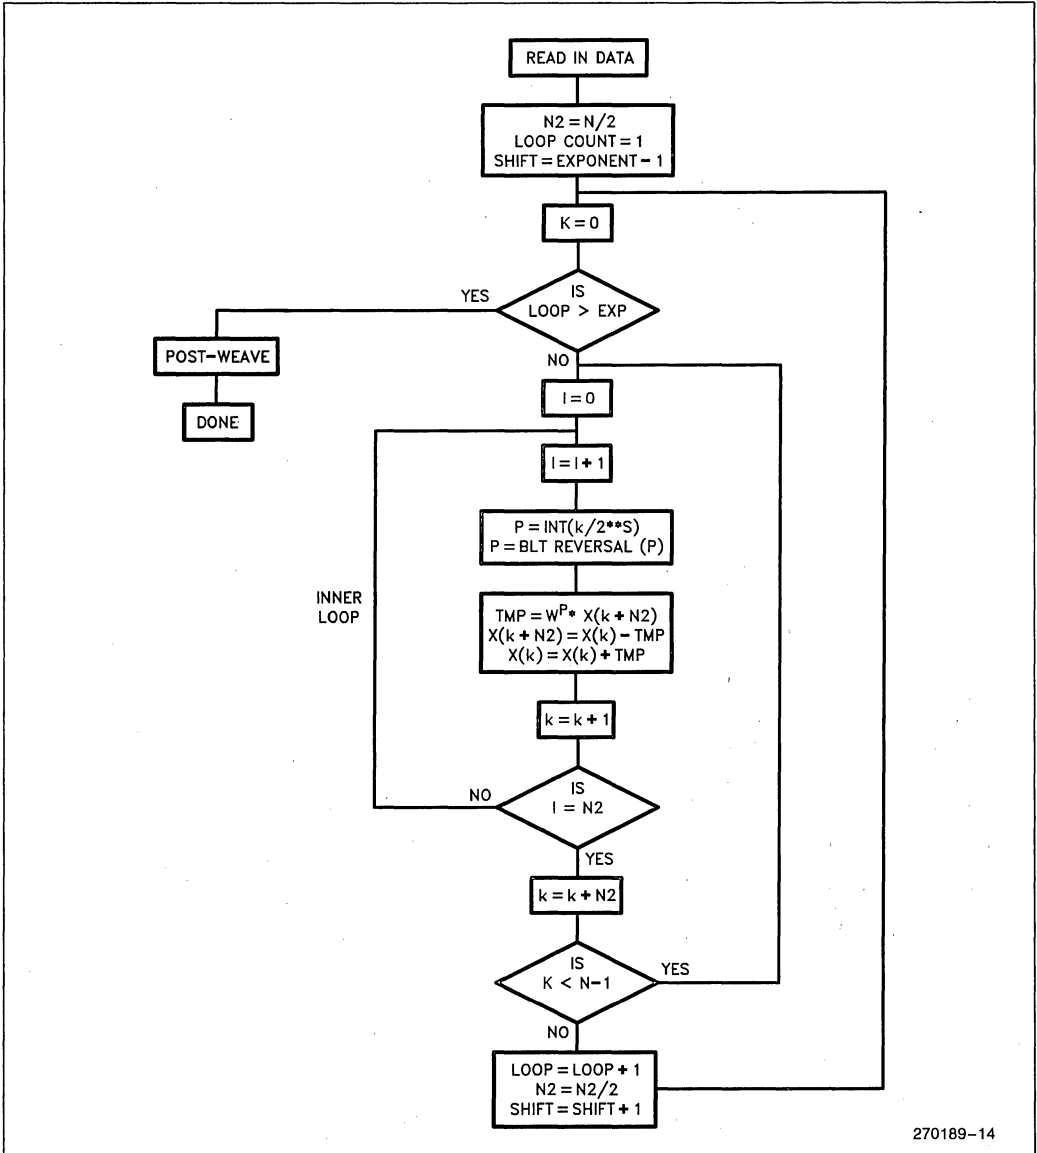 READ IN DATA
N2 = N/2
LOOP COUNT = 1
SHIFT = EXPONENT - 1
K = 0
IS
LOOP > EXP
YES
NO
POST-WEAVE
DONE
I = 0
I = I + 1
P = INT(k/2**S)
P = BLT REVERSAL (P)
INNER
LOOP
TMP = W^P* X(k + N2)
X(k + N2) = X(k) - TMP
X(k) = X(k) + TMP
k = k + 1
IS
I = N2
NO
YES
k = k + N2
IS
K < N-1
YES
NO
LOOP = LOOP + 1
N2 = N2/2
SHIFT = SHIFT + 1
270189-14